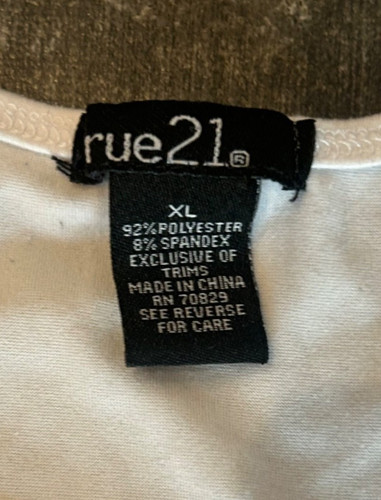 rue21®
XL
92% POLYESTER
8% SPANDEX
EXCLUSIVE OF
TRIMS
MADE IN CHINA
RN 70829
SEE REVERSE
FOR CARE